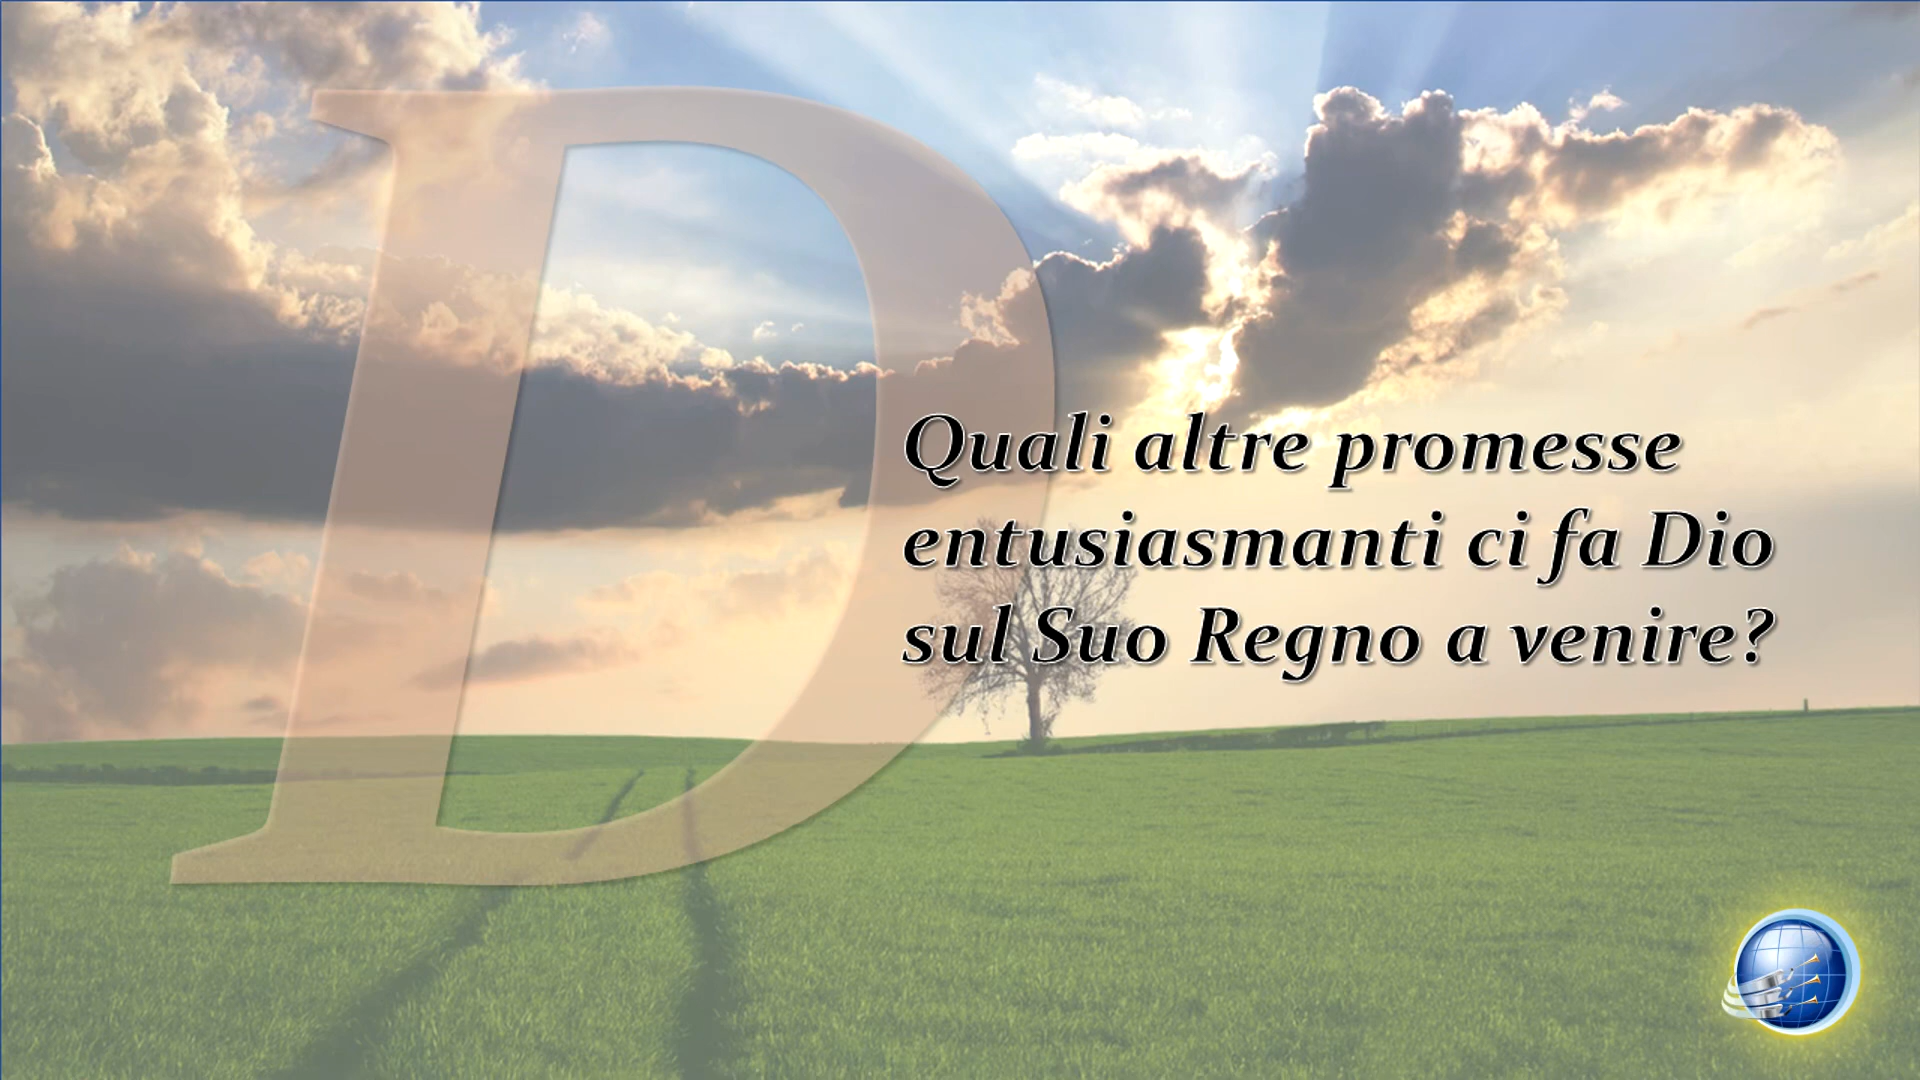 D
Quali altre promesse
entusiasmanti ci fa Dio
sul Suo Regno a venire?